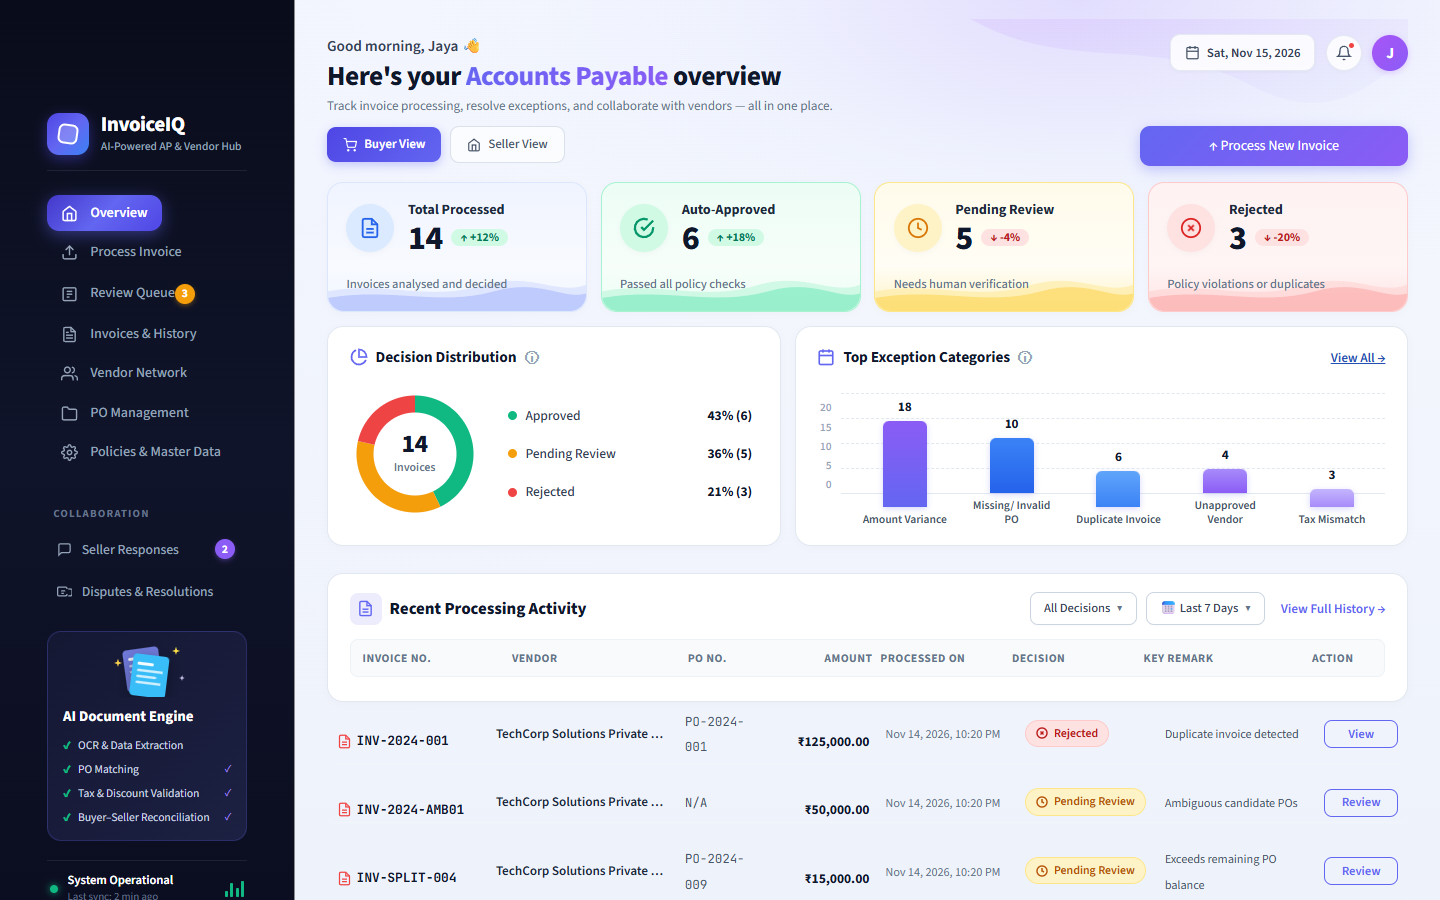 InvoiceIQ
AI-Powered AP & Vendor Hub
Overview
Process Invoice
Review Queue 3
Invoices & History
Vendor Network
PO Management
Policies & Master Data
COLLABORATION
Seller Responses 2
Disputes & Resolutions
AI Document Engine
✓ OCR & Data Extraction
✓ PO Matching ✓
✓ Tax & Discount Validation ✓
✓ Buyer–Seller Reconciliation ✓
System Operational
Last sync: 2 min ago
Good morning, Jaya 👋
Here's your Accounts Payable overview
Track invoice processing, resolve exceptions, and collaborate with vendors — all in one place.
Sat, Nov 15, 2026
J
Buyer View
Seller View
↑ Process New Invoice
Total Processed
14 ↑ +12%
Invoices analysed and decided
Auto-Approved
6 ↑ +18%
Passed all policy checks
Pending Review
5 ↓ -4%
Needs human verification
Rejected
3 ↓ -20%
Policy violations or duplicates
Decision Distribution ⓘ
14
Invoices
Approved 43% (6)
Pending Review 36% (5)
Rejected 21% (3)
Top Exception Categories ⓘ
View All →
20
15
10
5
0
18
10
6
4
3
Amount Variance
Missing/ Invalid
PO
Duplicate Invoice
Unapproved
Vendor
Tax Mismatch
Recent Processing Activity
All Decisions ▾
Last 7 Days ▾
View Full History →
INVOICE NO. VENDOR PO NO. AMOUNT PROCESSED ON DECISION KEY REMARK ACTION
INV-2024-001 TechCorp Solutions Private ... PO-2024-
001 ₹125,000.00 Nov 14, 2026, 10:20 PM Rejected Duplicate invoice detected View
INV-2024-AMB01 TechCorp Solutions Private ... N/A ₹50,000.00 Nov 14, 2026, 10:20 PM Pending Review Ambiguous candidate POs Review
INV-SPLIT-004 TechCorp Solutions Private ... PO-2024-
009 ₹15,000.00 Nov 14, 2026, 10:20 PM Pending Review Exceeds remaining PO
balance Review